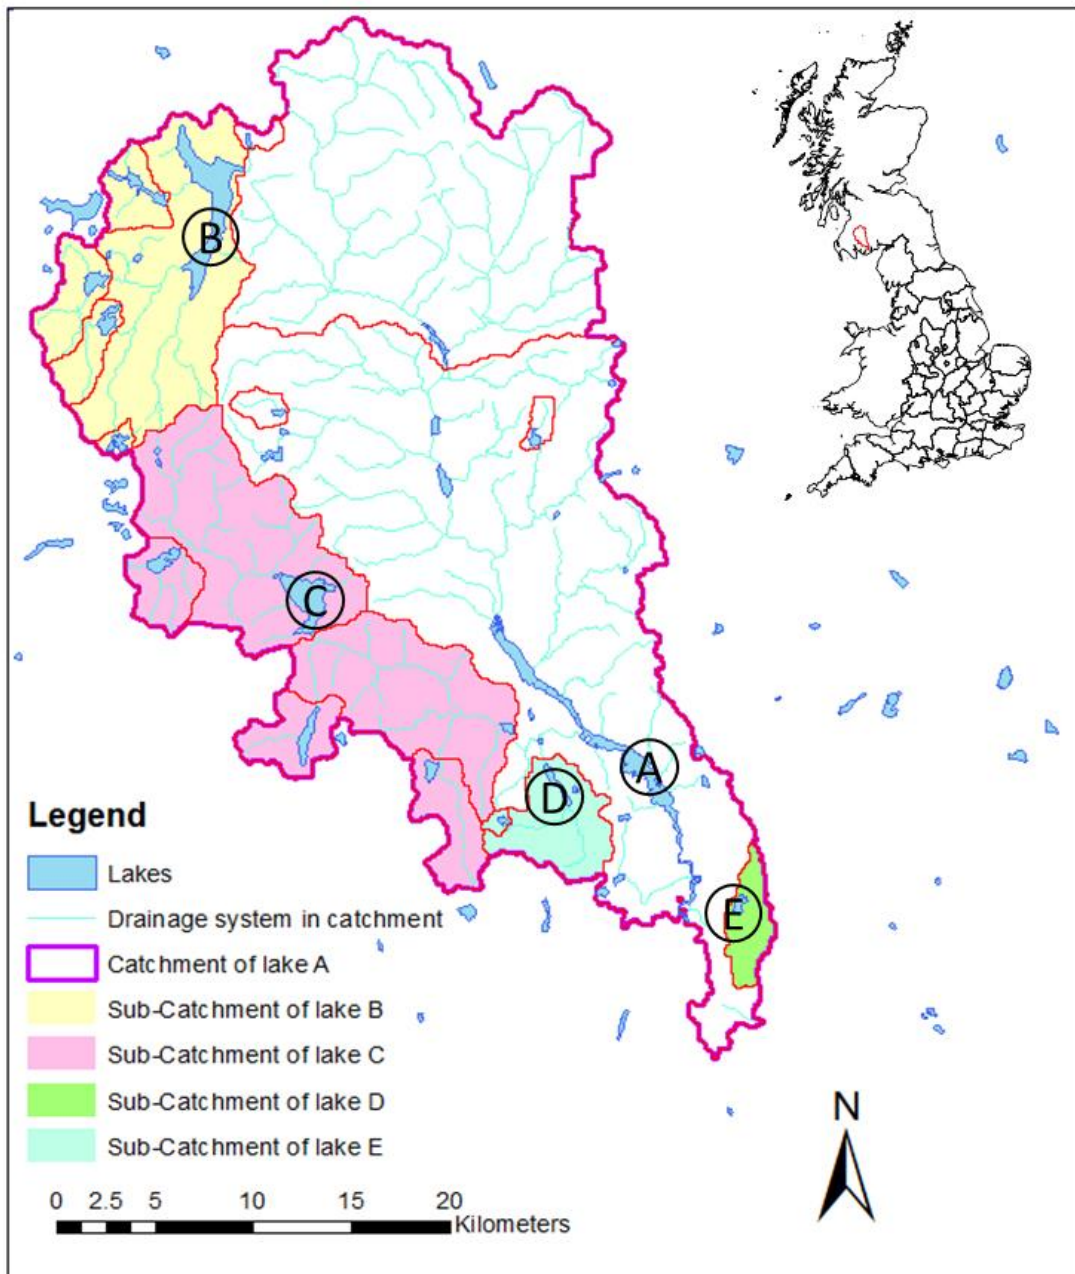 B
C
A
D
E
Legend
Lakes
Drainage system in catchment
Catchment of lake A
Sub-Catchment of lake B
Sub-Catchment of lake C
Sub-Catchment of lake D
Sub-Catchment of lake E
N
0 2.5 5 10 15 20
Kilometers